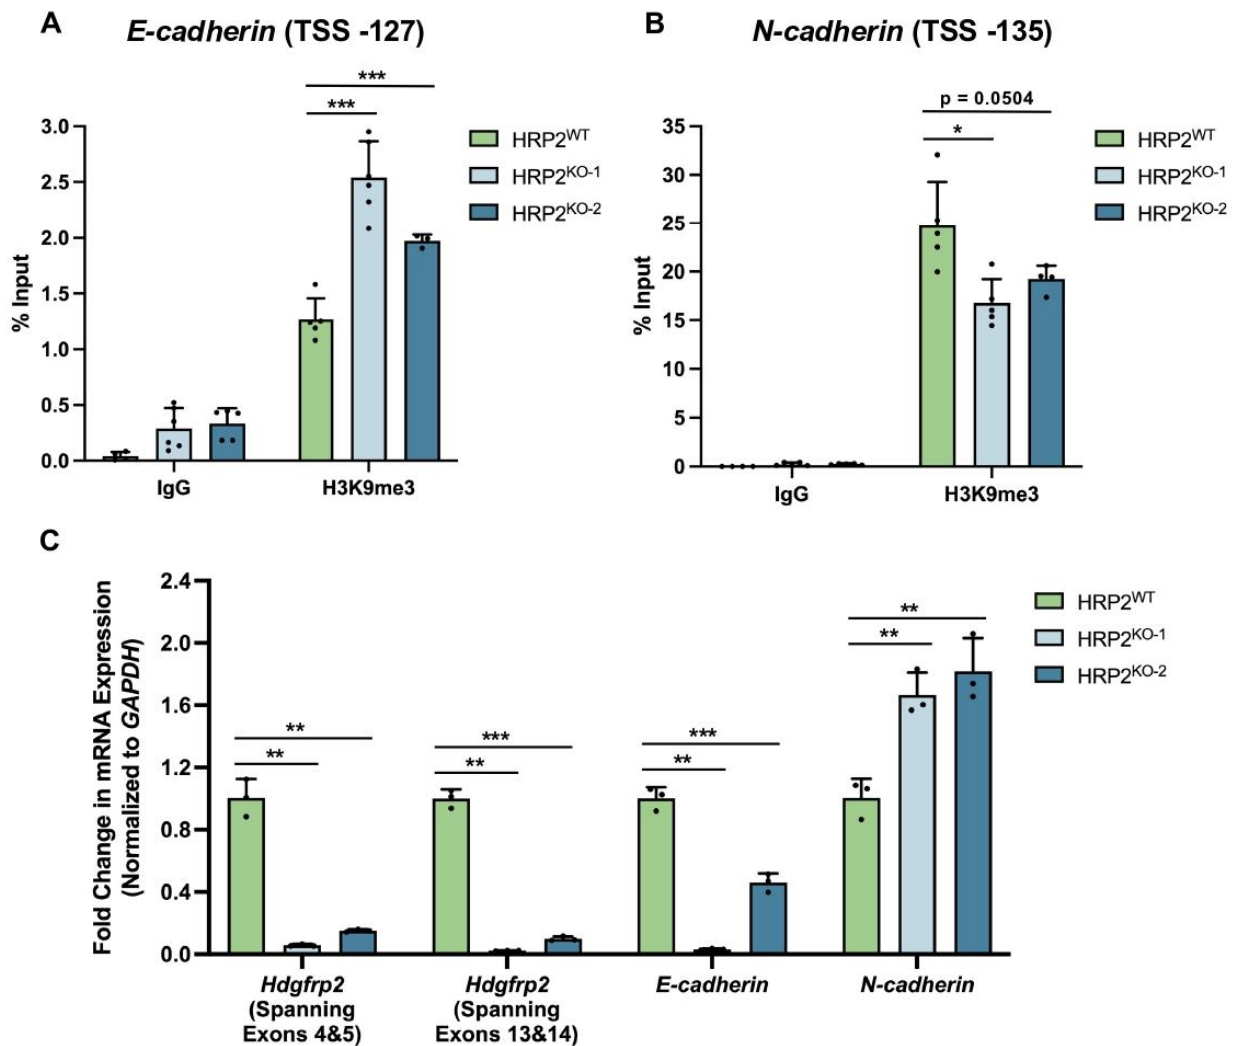 A
E-cadherin (TSS -127)
% Input
3.0
2.5
2.0
1.5
1.0
0.5
0.0
***
***
IgG
H3K9me3
HRP2WT
HRP2KO-1
HRP2KO-2
B
N-cadherin (TSS -135)
% Input
35
30
25
20
15
10
5
0
p = 0.0504
*
IgG
H3K9me3
HRP2WT
HRP2KO-1
HRP2KO-2
C
Fold Change in mRNA Expression
(Normalized to GAPDH)
2.4
2.0
1.6
1.2
0.8
0.4
0.0
**
**
***
**
***
**
**
**
Hdgfrp2
(Spanning
Exons 4&5)
Hdgfrp2
(Spanning
Exons 13&14)
E-cadherin
N-cadherin
HRP2WT
HRP2KO-1
HRP2KO-2